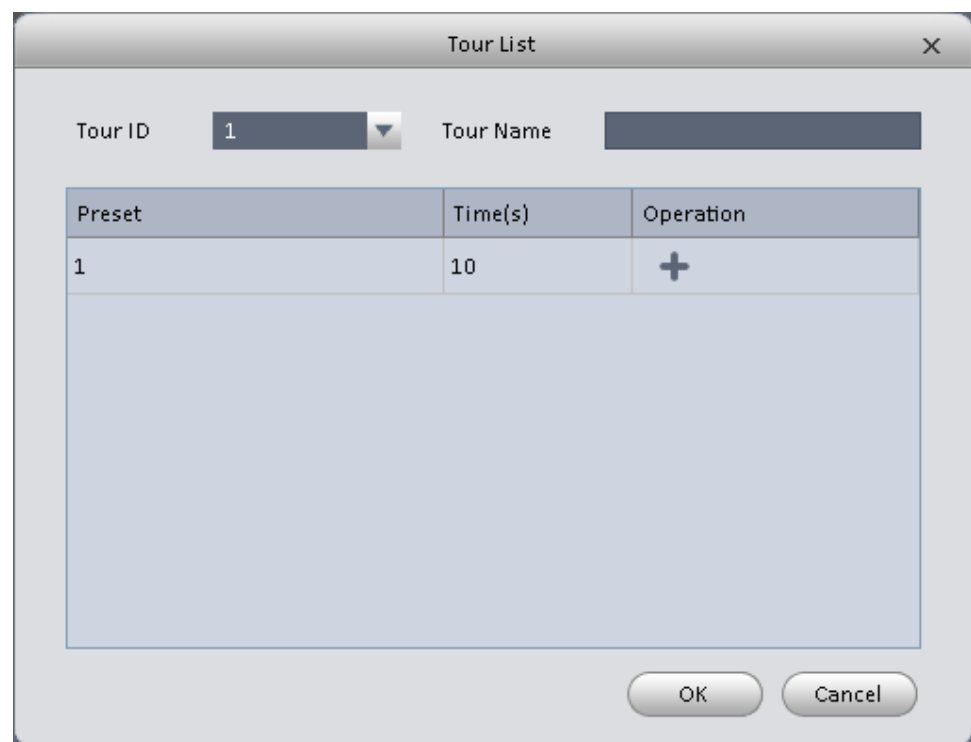 Tour List
Tour ID 1 Tour Name
Preset Time(s) Operation
1 10
OK Cancel